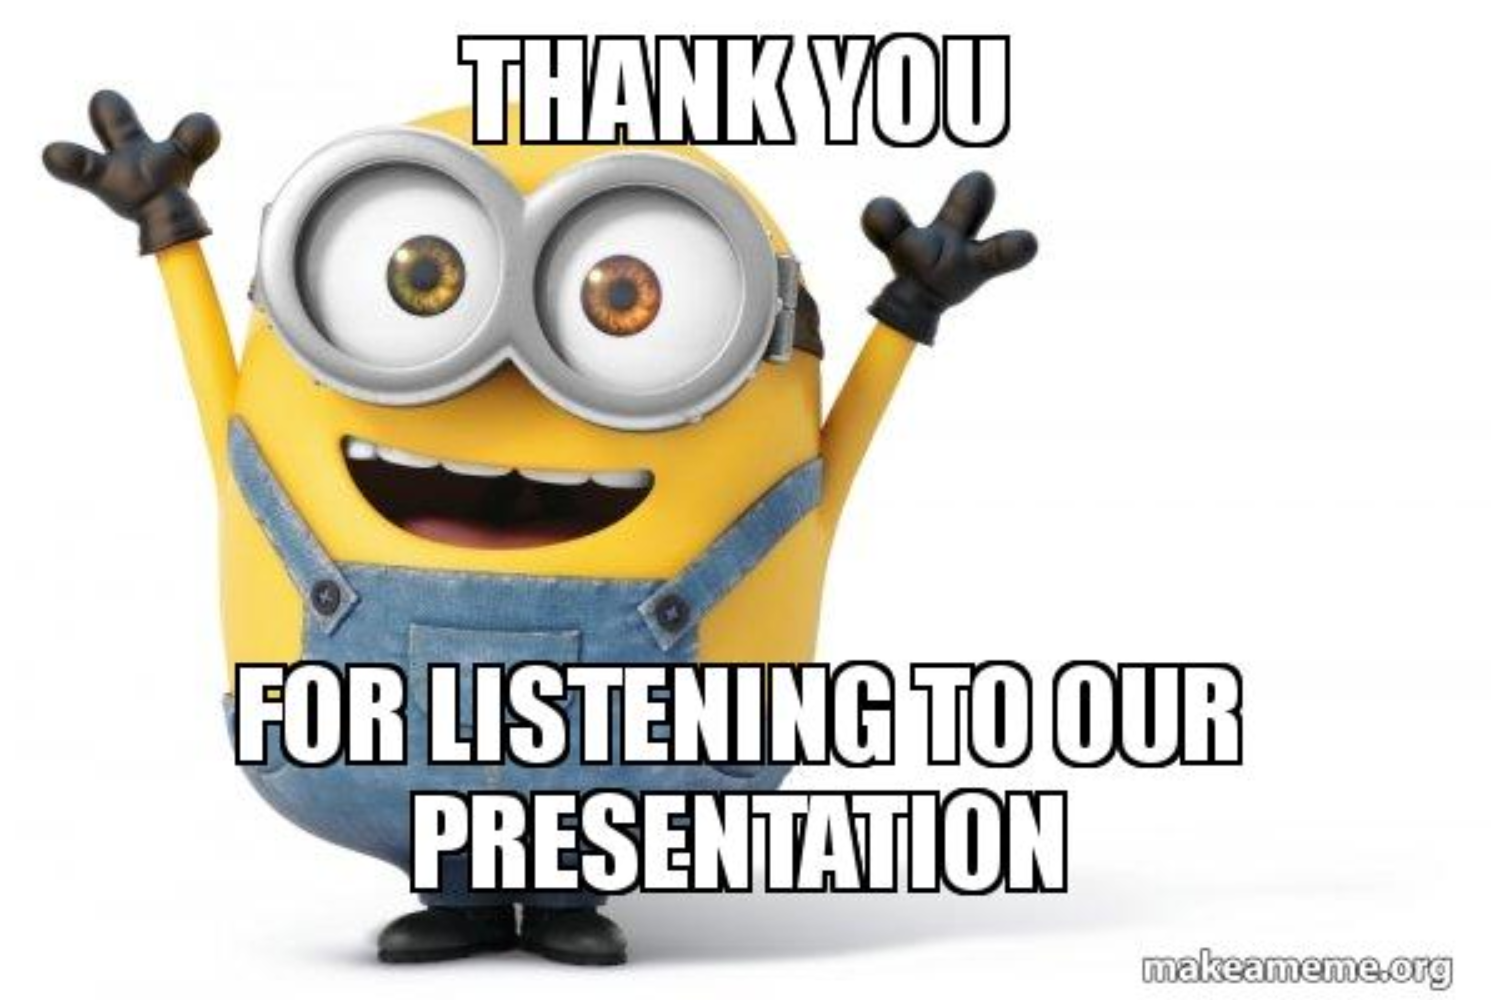 THANK YOU
FOR LISTENING TO OUR
PRESENTATION
makeameme.org